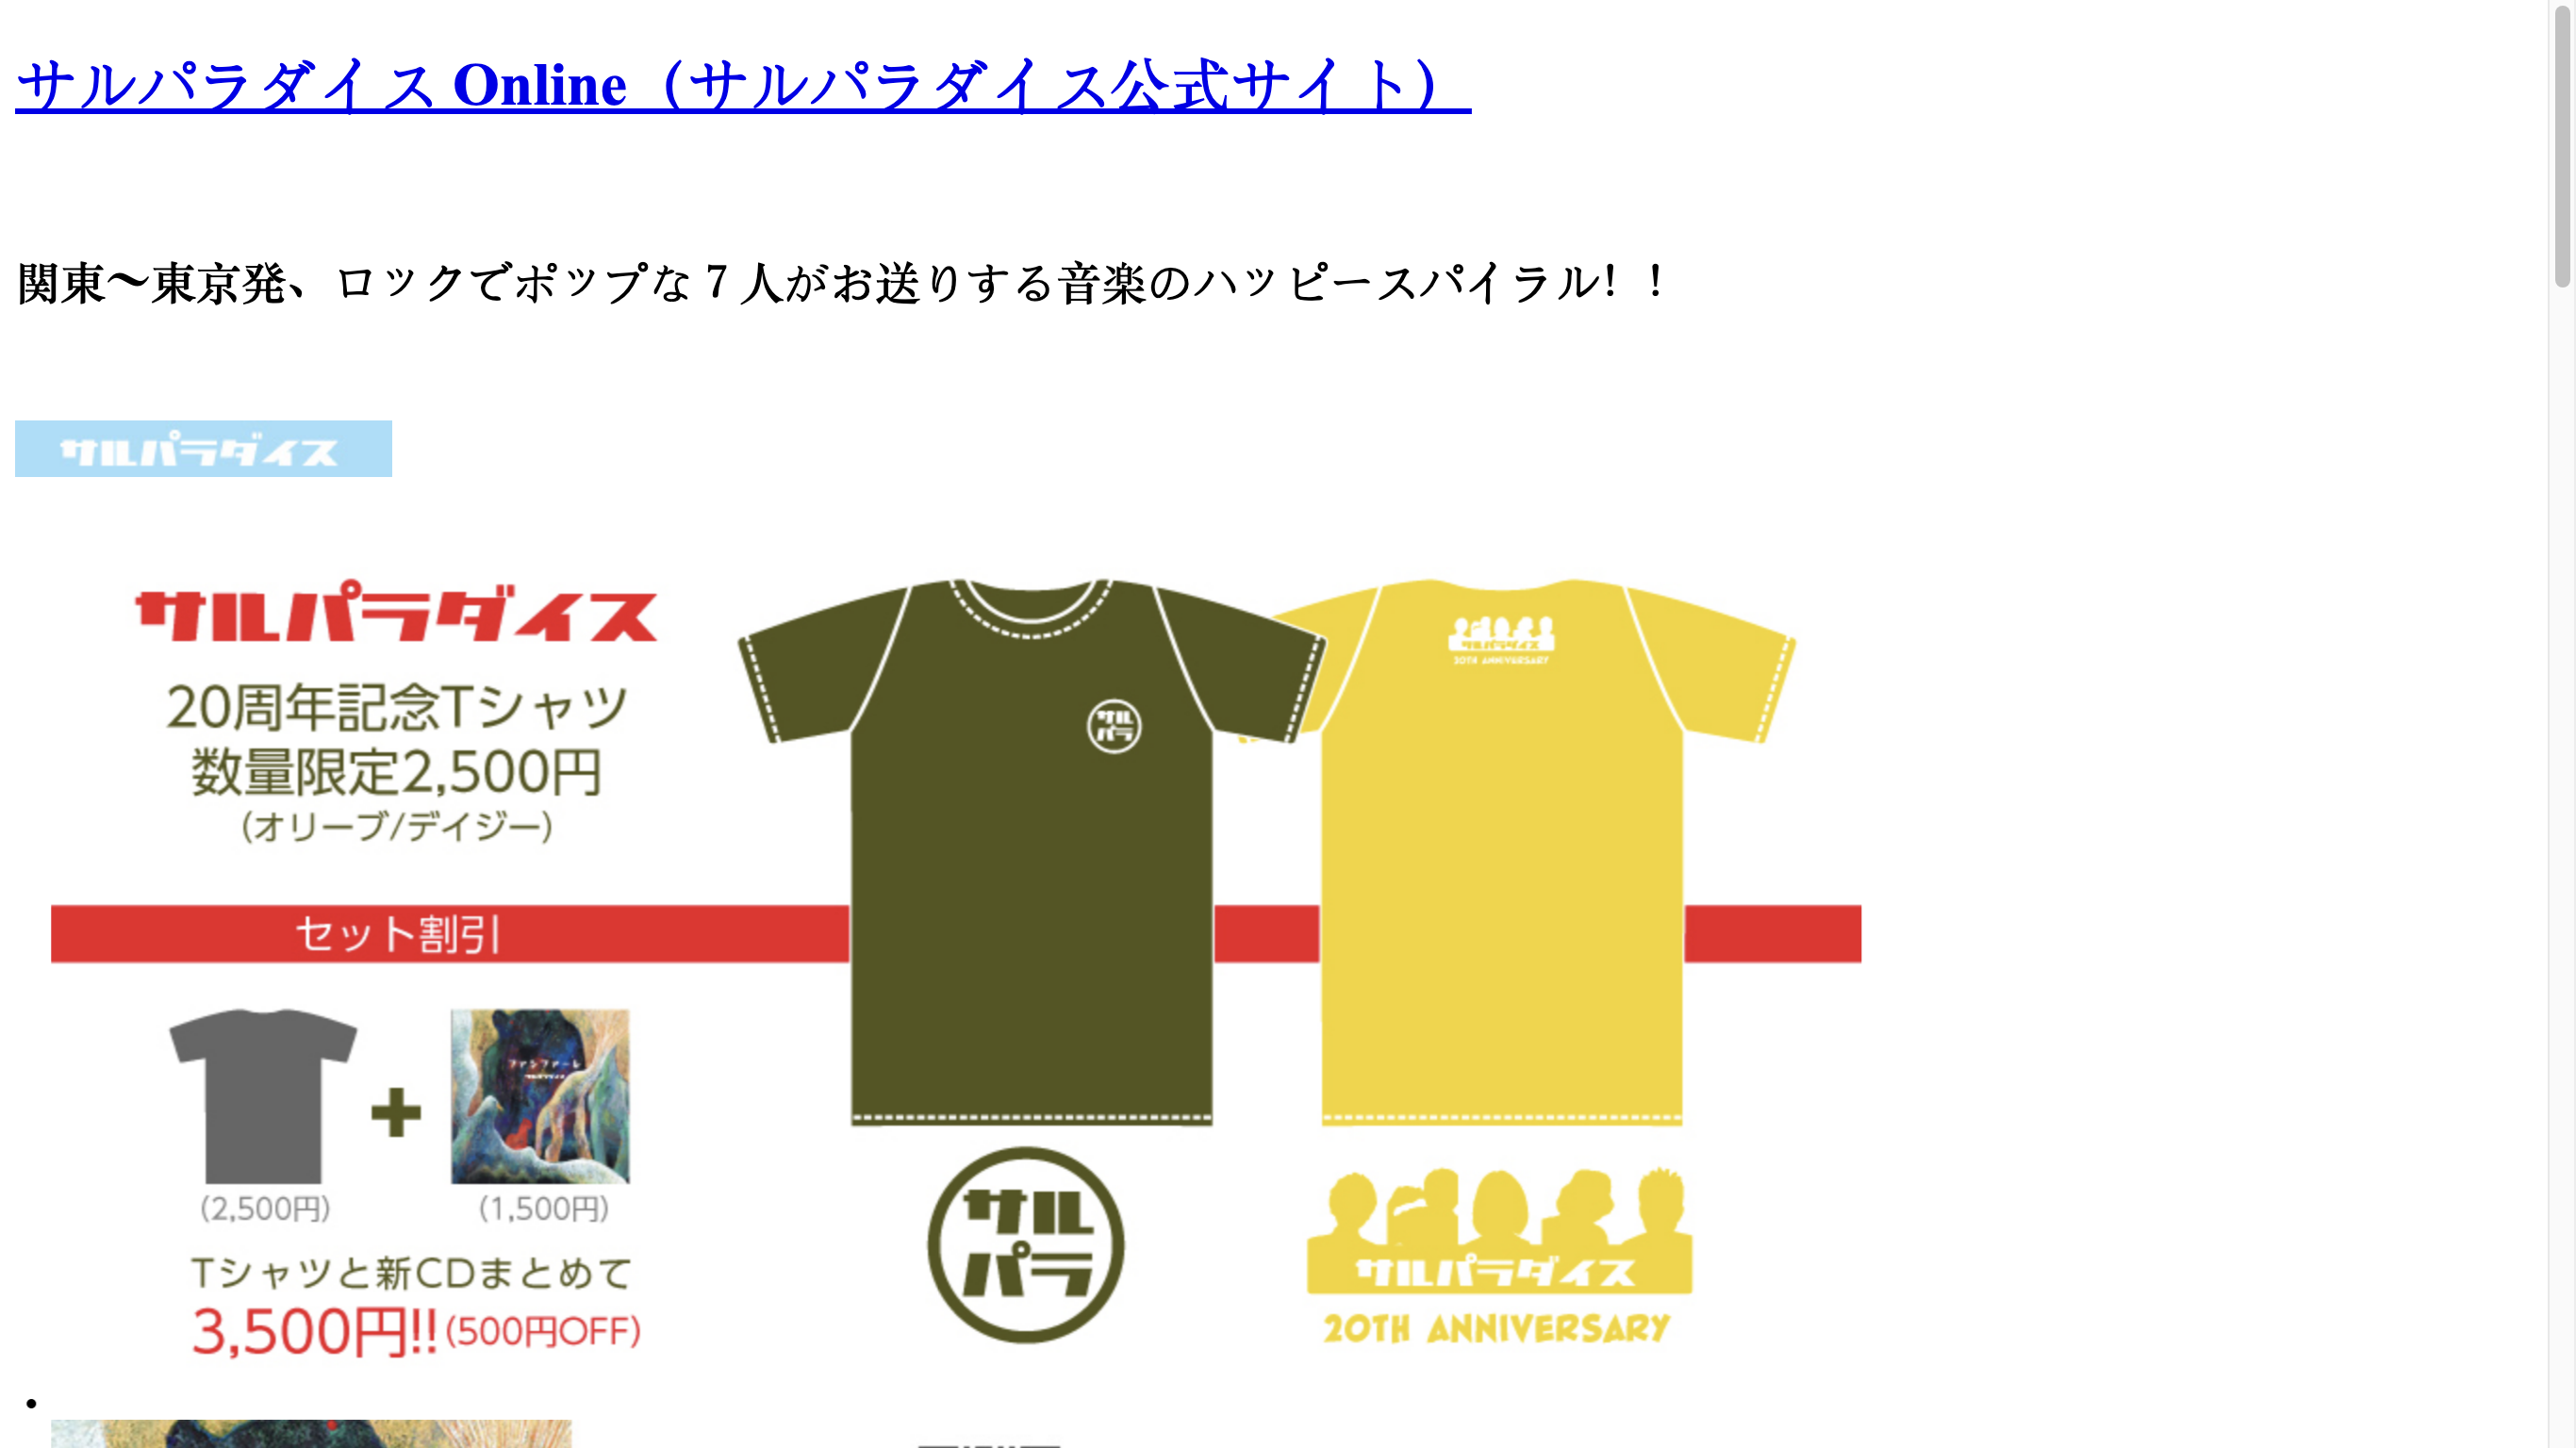 サルパラダイス Online（サルパラダイス公式サイト）
関東〜東京発、ロックでポップな７人がお送りする音楽のハッピースパイラル！！
サルパラダイス
サルパラダイス
20周年記念Tシャツ
数量限定2,500円
(オリーブ/デイジー)
サル
パラ
サルパラダイス
20TH ANNIVERSARY
セット割引
ファンファーレ
サルパラダイス
(2,500円)
(1,500円)
Tシャツと新CDまとめて
3,500円!!(500円OFF)
サル
パラ
サルパラダイス
20TH ANNIVERSARY